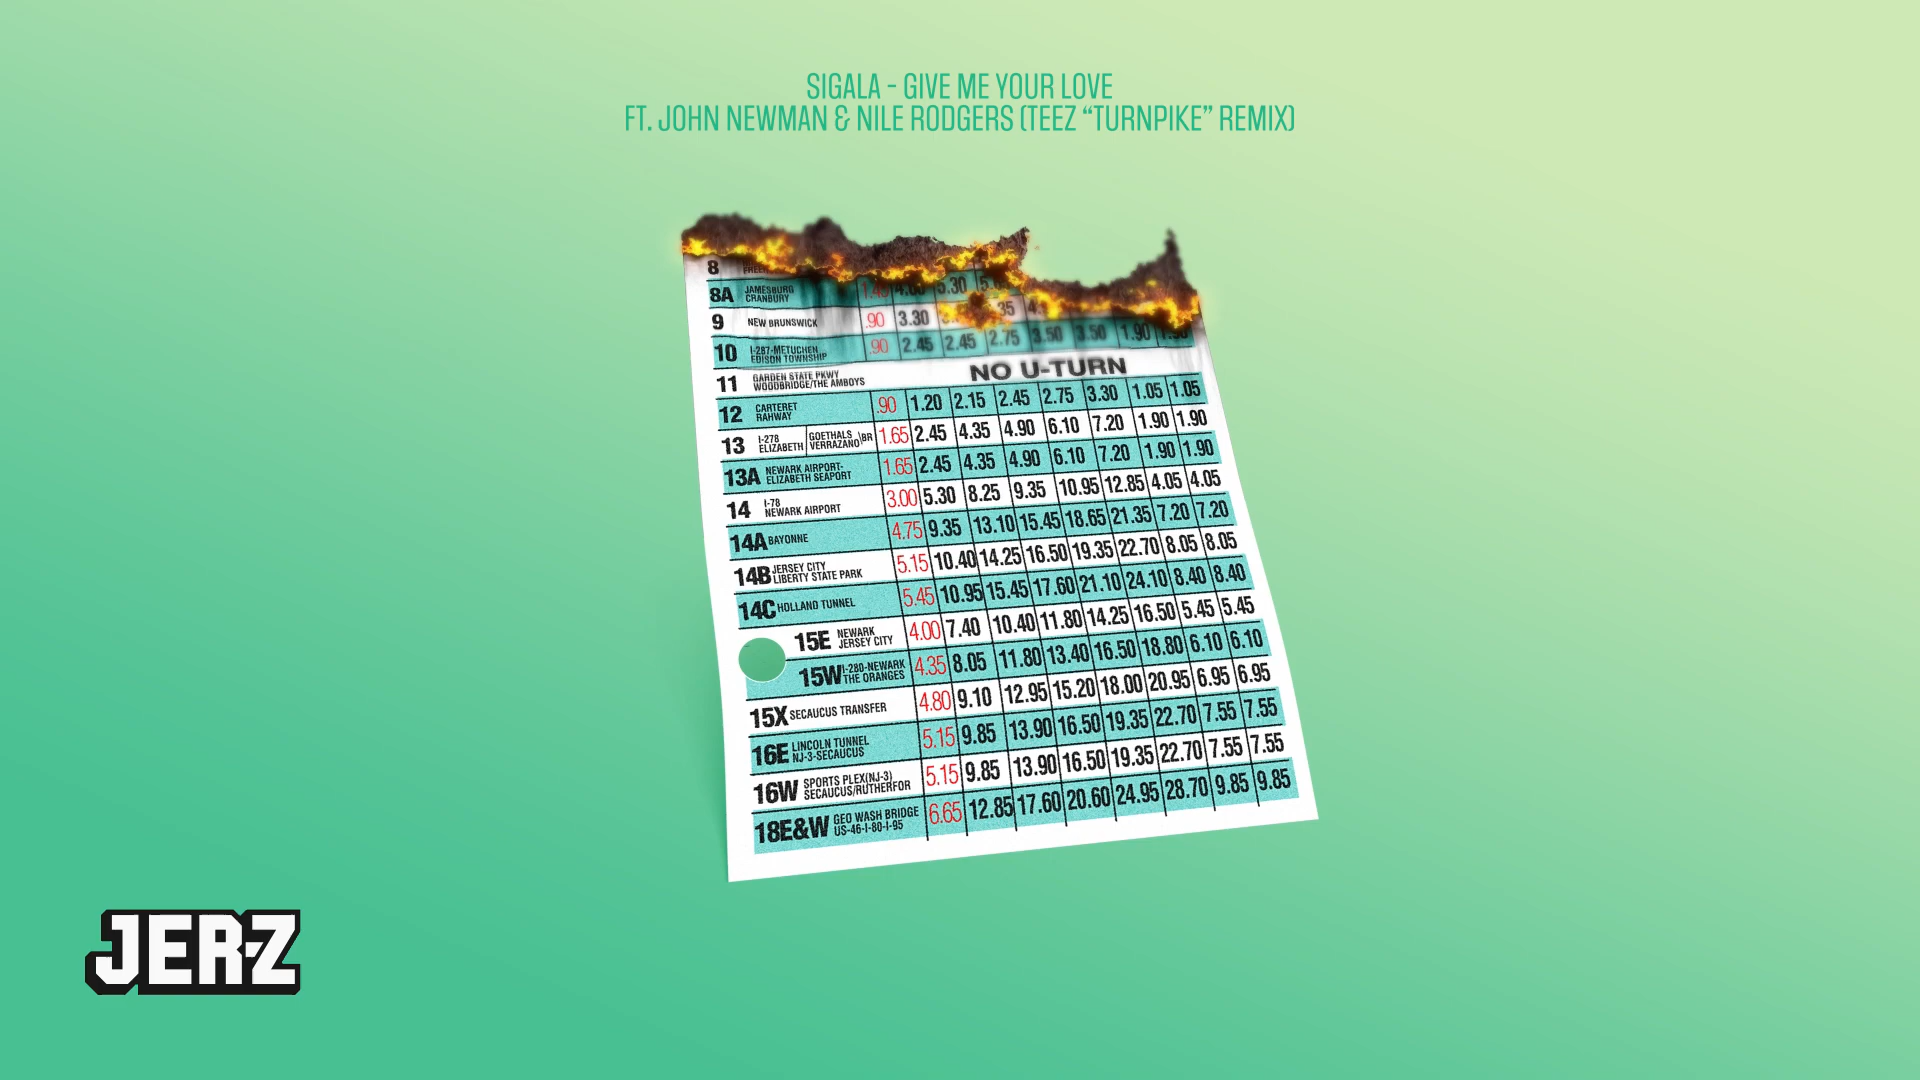 SIGALA - GIVE ME YOUR LOVE
FT. JOHN NEWMAN & NILE RODGERS (TEEZ “TURNPIKE” REMIX)
8
8A JAMESBURG CRANBURY 5.30
9 NEW BRUNSWICK .90 3.30
10 I-287-METUCHEN EDISON TOWNSHIP .90 2.45 2.45 2.75 3.50 3.50 1.90
11 GARDEN STATE PKWY WOODBRIDGE/THE AMBOYS NO U-TURN
12 CARTERET RAHWAY .90 1.20 2.15 2.45 2.75 3.30 1.05 1.05
13 I-278 ELIZABETH GOETHALS VERRAZANO BR 1.65 2.45 4.35 4.90 6.10 7.20 1.90 1.90
13A NEWARK AIRPORT- ELIZABETH SEAPORT 1.65 2.45 4.35 4.90 6.10 7.20 1.90 1.90
14 I-78 NEWARK AIRPORT 3.00 5.30 8.25 9.35 10.95 12.85 4.05 4.05
14A BAYONNE 4.75 9.35 13.10 15.45 18.65 21.35 7.20 7.20
14B JERSEY CITY LIBERTY STATE PARK 5.15 10.40 14.25 16.50 19.35 22.70 8.05 8.05
14C HOLLAND TUNNEL 5.45 10.95 15.45 17.60 21.10 24.10 8.40 8.40
15E NEWARK JERSEY CITY 4.00 7.40 10.40 11.80 14.25 16.50 5.45 5.45
15W I-280-NEWARK THE ORANGES 4.35 8.05 11.80 13.40 16.50 18.80 6.10 6.10
15X SECAUCUS TRANSFER 4.80 9.10 12.95 15.20 18.00 20.95 6.95 6.95
16E LINCOLN TUNNEL NJ-3-SECAUCUS 5.15 9.85 13.90 16.50 19.35 22.70 7.55 7.55
16W SPORTS PLEX(NJ-3) SECAUCUS/RUTHERFOR 5.15 9.85 13.90 16.50 19.35 22.70 7.55 7.55
18E&W GEO WASH BRIDGE US-46-I-80-I-95 6.65 12.85 17.60 20.60 24.95 28.70 9.85 9.85
JERZ